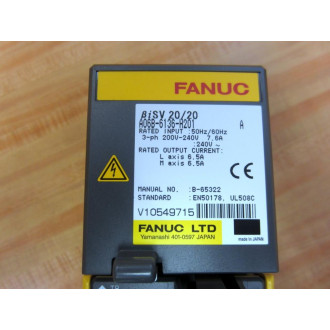 FANUC
βiSV 20/20
A06B-6136-H201 A
RATED INPUT :50Hz/60Hz
3-ph 200V-240V 7.6A
:240V ~
RATED OUTPUT CURRENT:
L axis 6.5A
M axis 6.5A
MANUAL NO. :B-65322
STANDARD :EN50178, UL508C
V10549715
CE
FANUC LTD
Yamanashi 401-0597 JAPAN
made in JAPAN